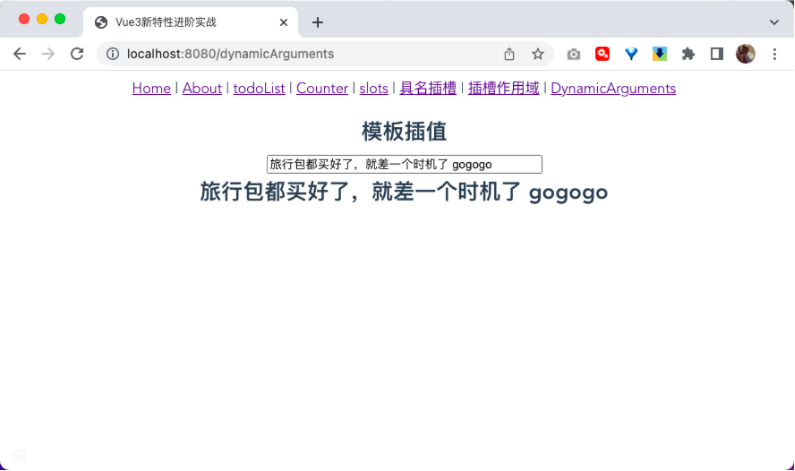 Vue3新特性进阶实战
localhost:8080/dynamicArguments
Home | About | todoList | Counter | slots | 具名插槽 | 插槽作用域 | DynamicArguments
模板插值
旅行包都买好了，就差一个时机了 gogogo
旅行包都买好了，就差一个时机了 gogogo